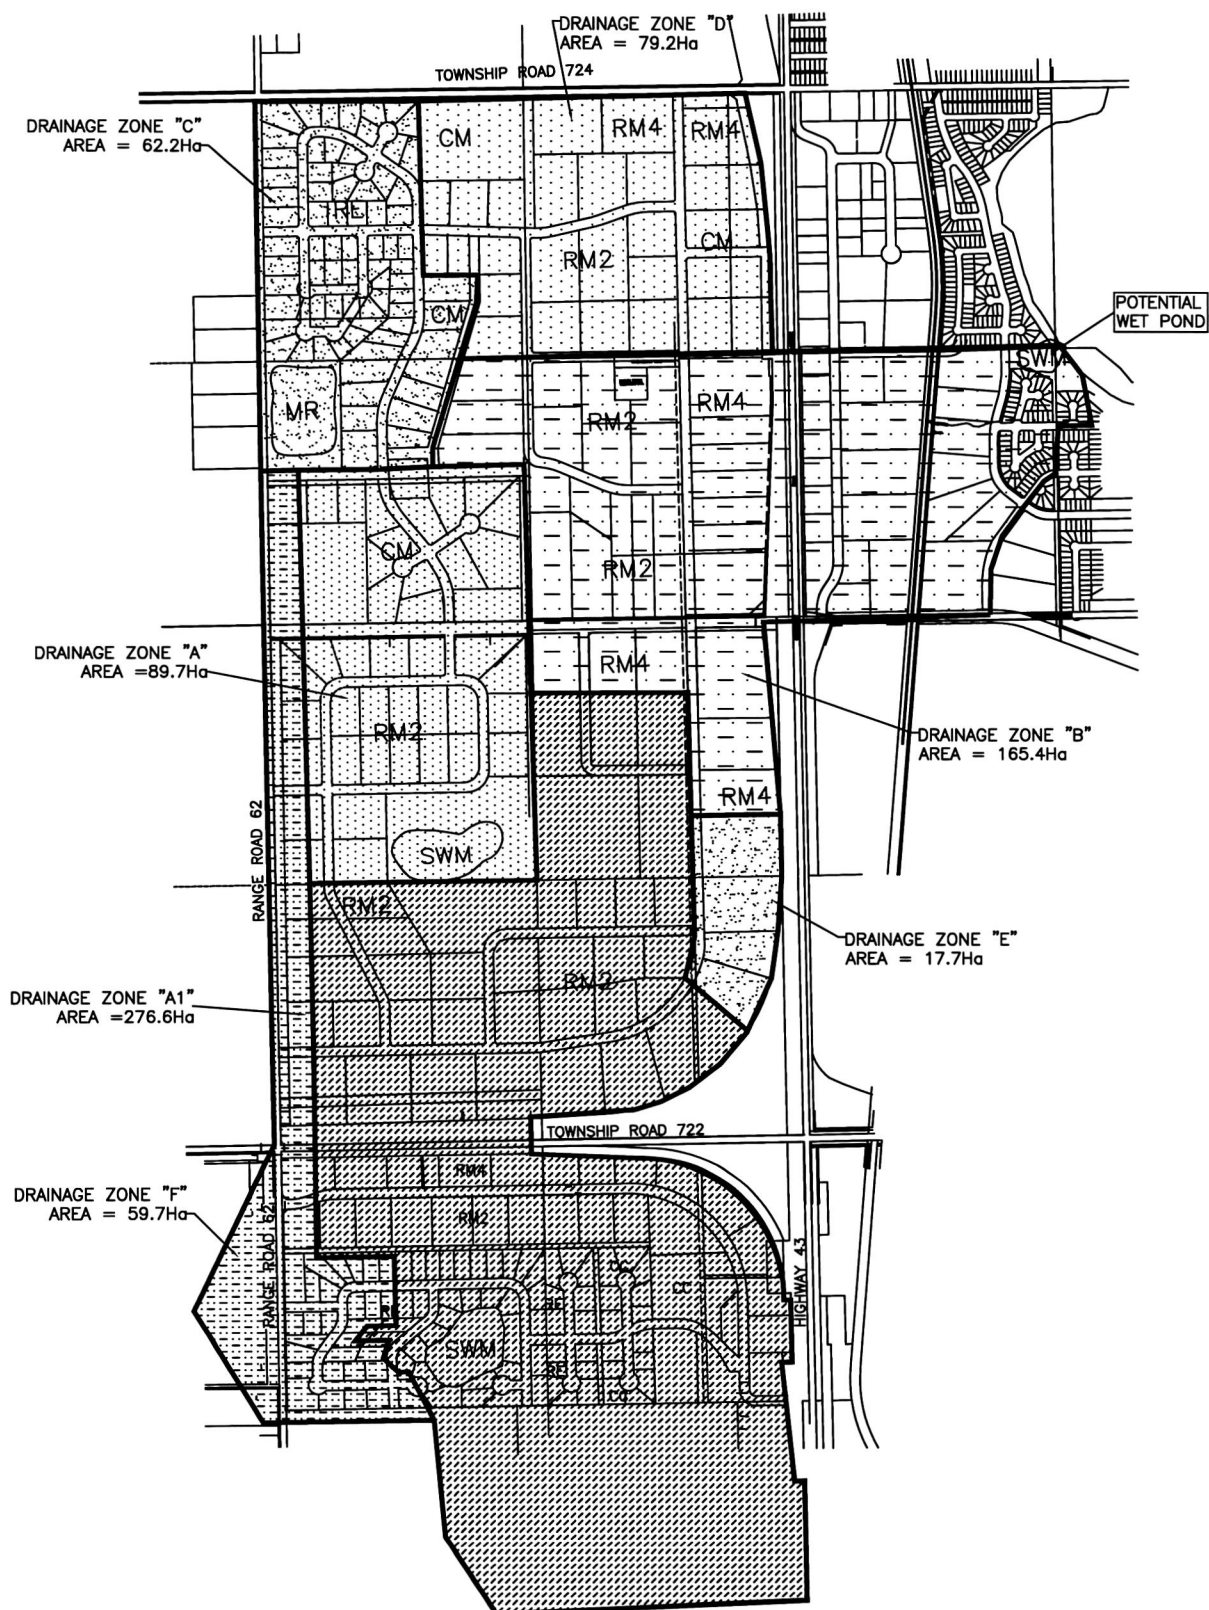 DRAINAGE ZONE "D"
AREA = 79.2Ha
TOWNSHIP ROAD 724
DRAINAGE ZONE "C"
AREA = 62.2Ha
CM
RM4
RM4
RE
CM
RM2
CM
POTENTIAL
WET POND
SWM
MR
RM2
RM4
CM
RM2
DRAINAGE ZONE "A"
AREA =89.7Ha
RM4
RM2
DRAINAGE ZONE "B"
AREA = 165.4Ha
RM4
RANGE ROAD 62
SWM
RM2
DRAINAGE ZONE "E"
AREA = 17.7Ha
RM2
DRAINAGE ZONE "A1"
AREA =276.6Ha
TOWNSHIP ROAD 722
RM4
DRAINAGE ZONE "F"
AREA = 59.7Ha
RANGE ROAD 62
RM2
HIGHWAY 43
RE
SWM
RE